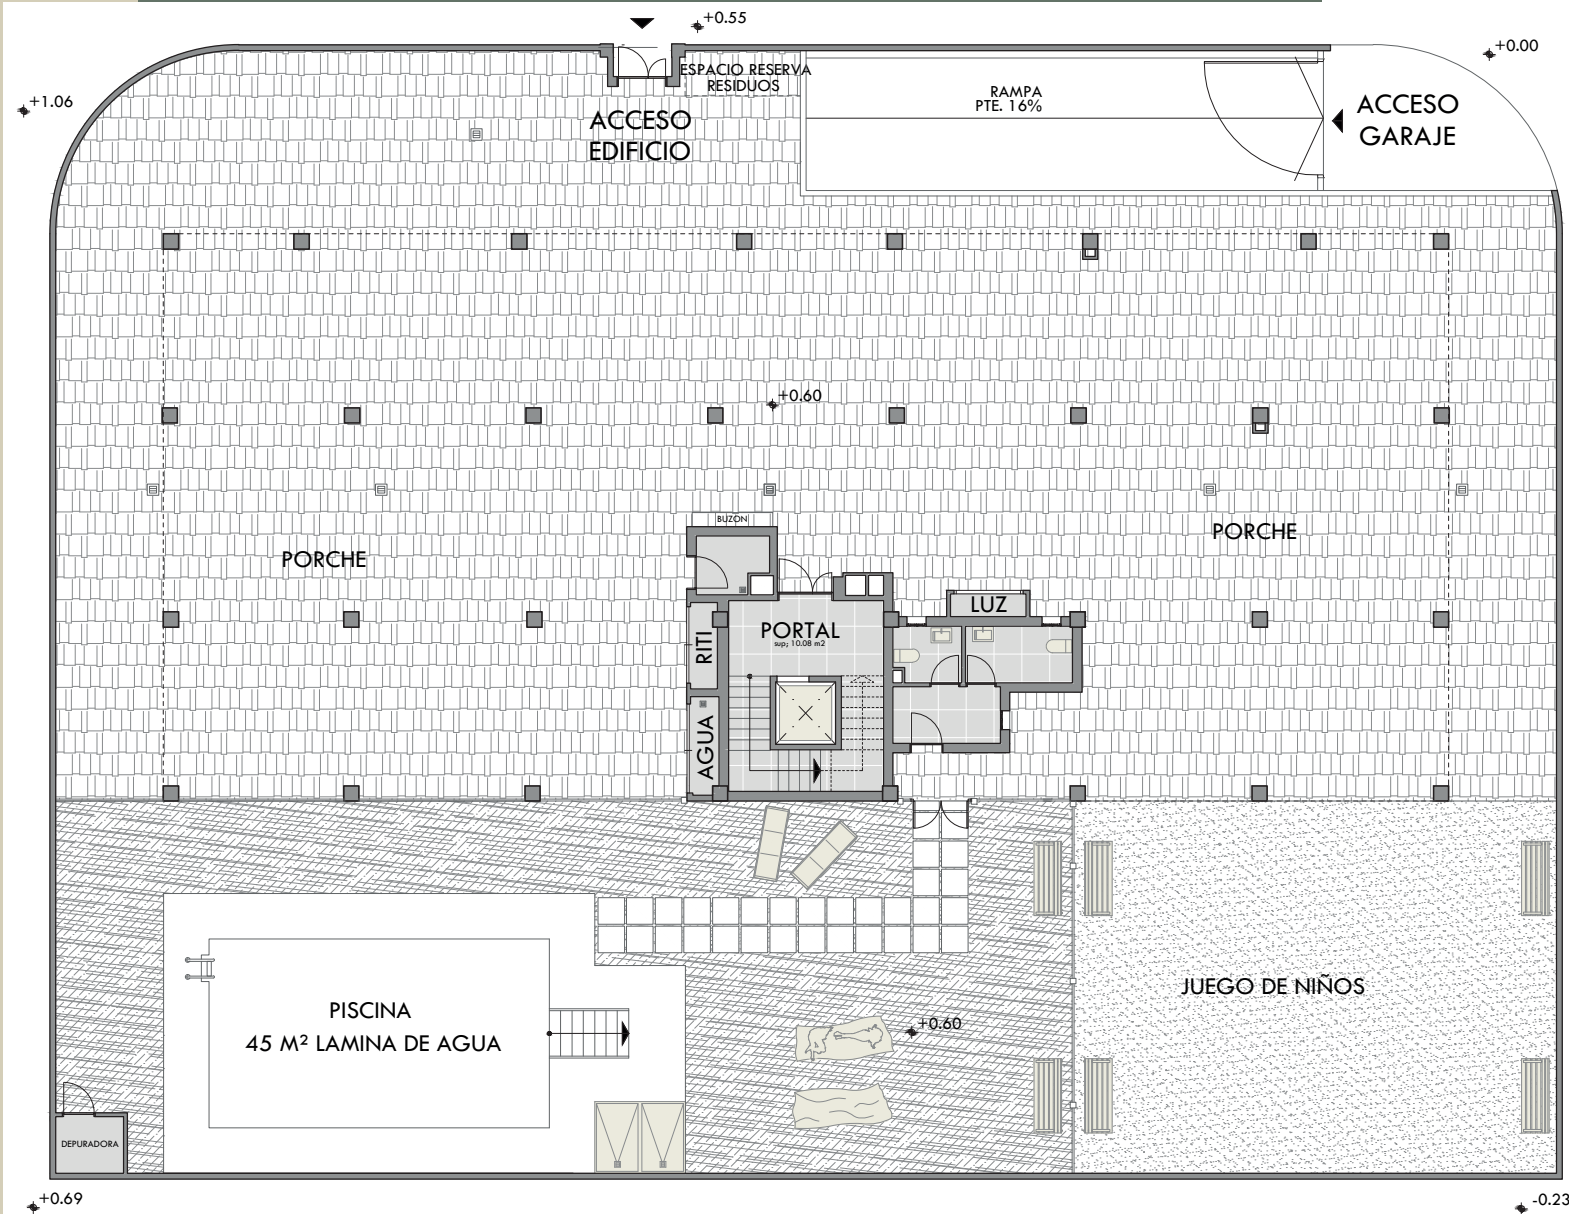 +0.55
+0.00
+1.06
ESPACIO RESERVA
RESIDUOS
RAMPA
PTE. 16%
ACCESO
EDIFICIO
ACCESO
GARAJE
+0.60
BUZON
PORCHE
PORCHE
LUZ
PORTAL
sup; 10.08 m2
RITI
AGUA
JUEGO DE NIÑOS
PISCINA
45 M² LAMINA DE AGUA
+0.60
DEPURADORA
+0.69
-0.23